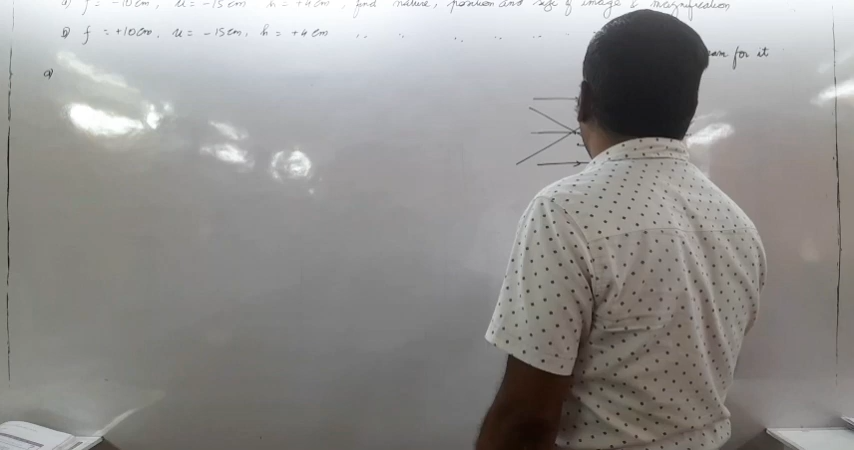 a) f = -10 cm, u = -15 cm h = +4 cm, find nature, position and size of image & magnification
b) f = +10 cm, u = -15 cm, h = +4 cm " " " " " "
for it
a)